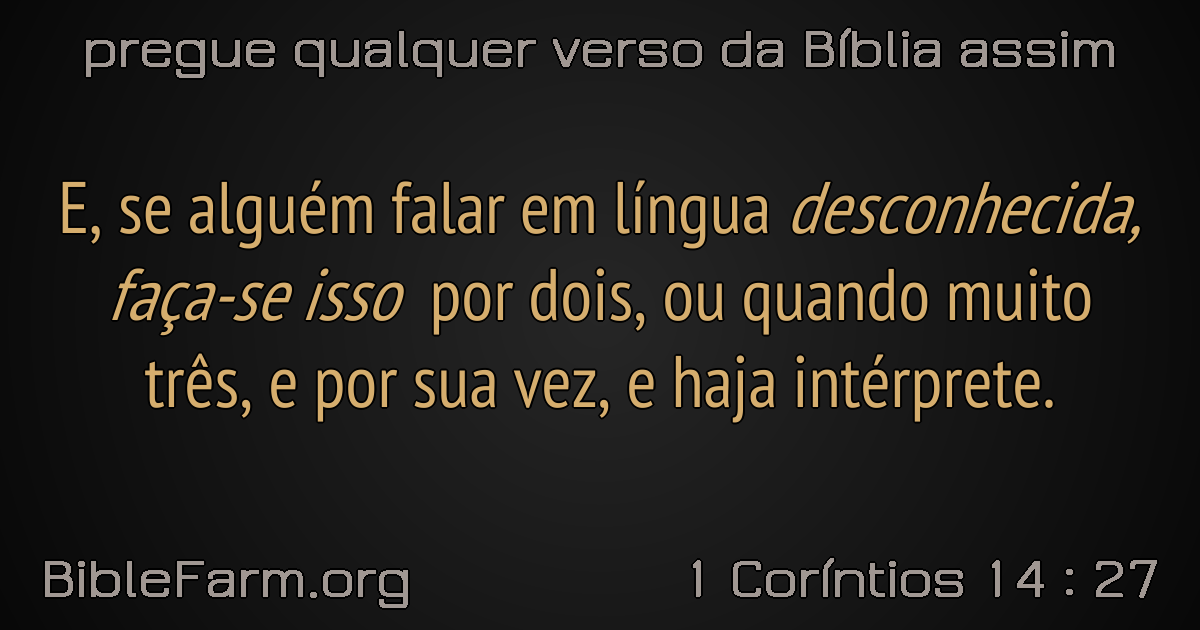 pregue qualquer verso da Bíblia assim
E, se alguém falar em língua desconhecida,
faça-se isso por dois, ou quando muito
três, e por sua vez, e haja intérprete.
BibleFarm.org
1 Coríntios 14 : 27